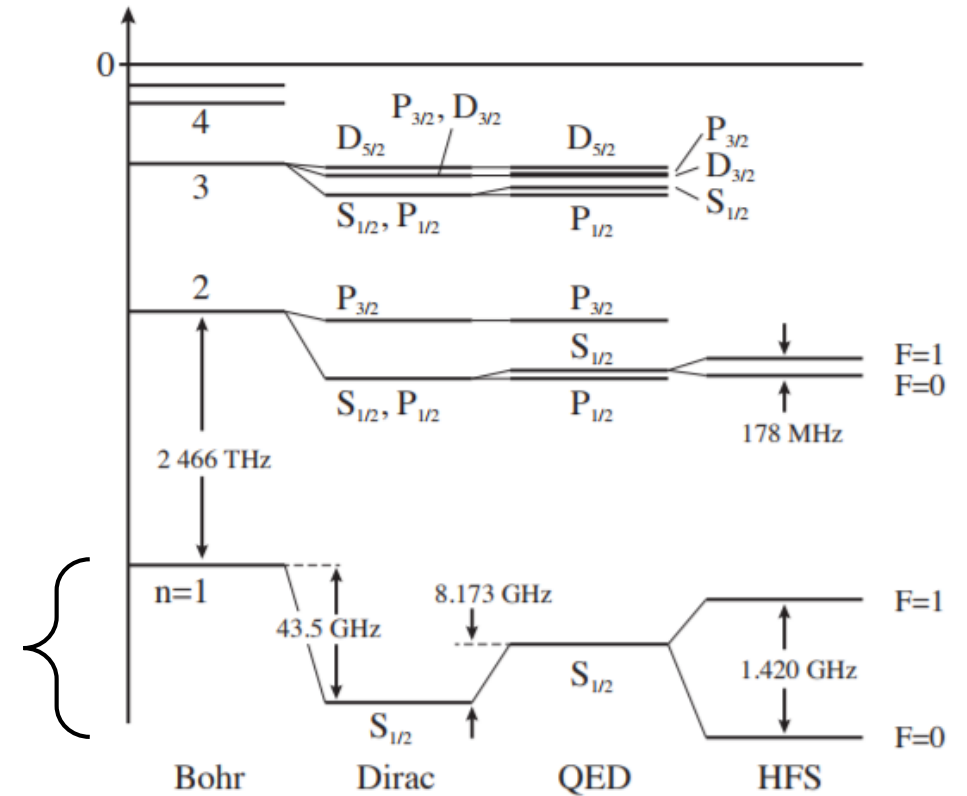 0
4
P3/2, D3/2
D5/2
D5/2
P3/2
D3/2
S1/2
3
S1/2, P1/2
P1/2
2
P3/2
P3/2
S1/2
F=1
F=0
S1/2, P1/2
P1/2
178 MHz
2 466 THz
n=1
8.173 GHz
F=1
43.5 GHz
1.420 GHz
S1/2
S1/2
F=0
Bohr Dirac QED HFS